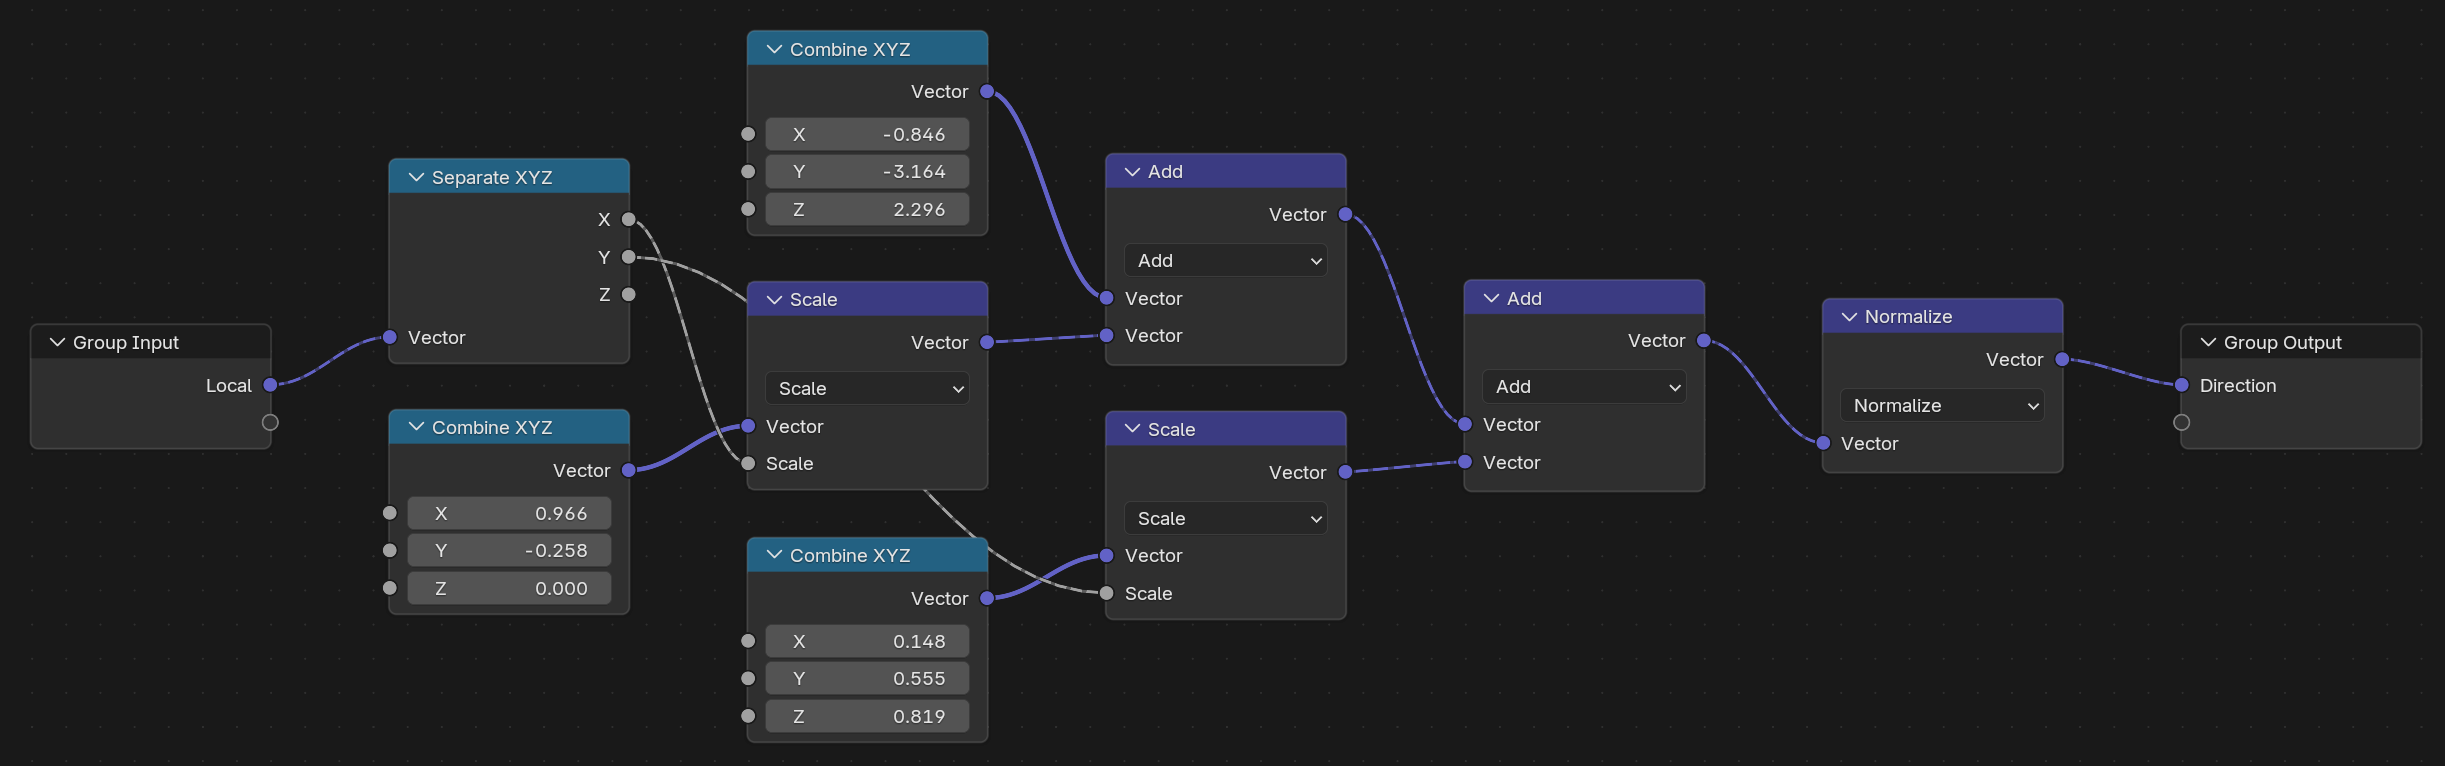 Group Input
Local
Separate XYZ
X
Y
Z
Vector
Combine XYZ
Vector
X 0.966
Y -0.258
Z 0.000
Combine XYZ
Vector
X -0.846
Y -3.164
Z 2.296
Scale
Vector
Scale
Vector
Scale
Combine XYZ
Vector
X 0.148
Y 0.555
Z 0.819
Add
Vector
Add
Vector
Vector
Scale
Vector
Scale
Vector
Scale
Add
Vector
Add
Vector
Vector
Normalize
Vector
Normalize
Vector
Group Output
Direction